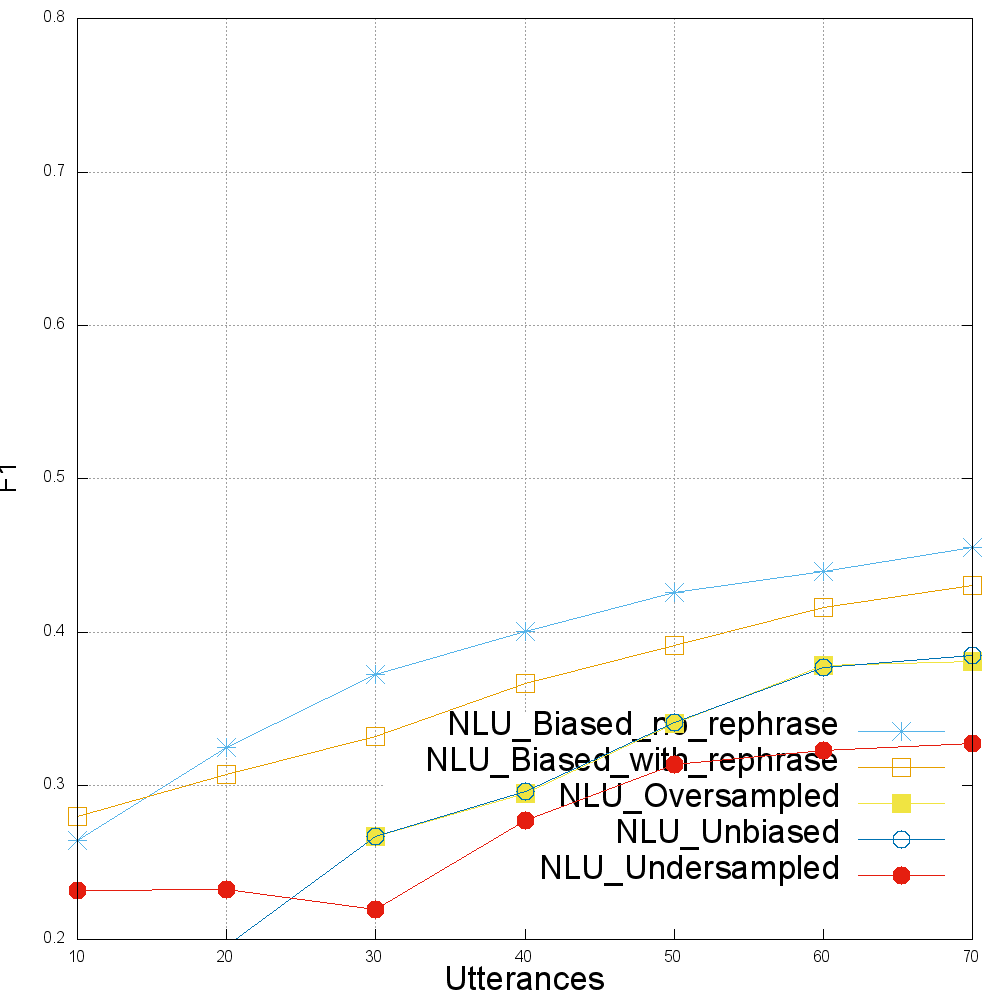 0.8
0.7
0.6
0.5
0.4
0.3
0.2
F1
NLU_Biased_no_rephrase
NLU_Biased_with_rephrase
NLU_Oversampled
NLU_Unbiased
NLU_Undersampled
10 20 30 40 50 60 70
Utterances